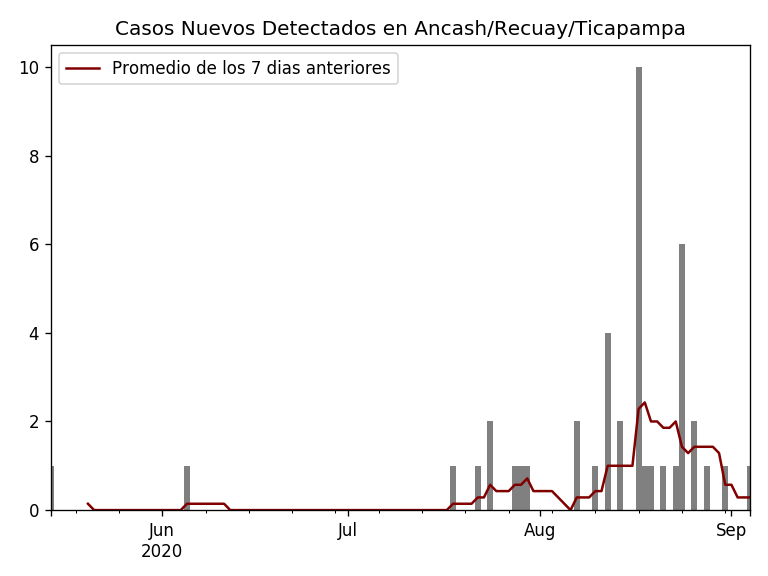 Casos Nuevos Detectados en Ancash/Recuay/Ticapampa
Promedio de los 7 dias anteriores
10
8
6
4
2
0
Jun
2020
Jul
Aug
Sep